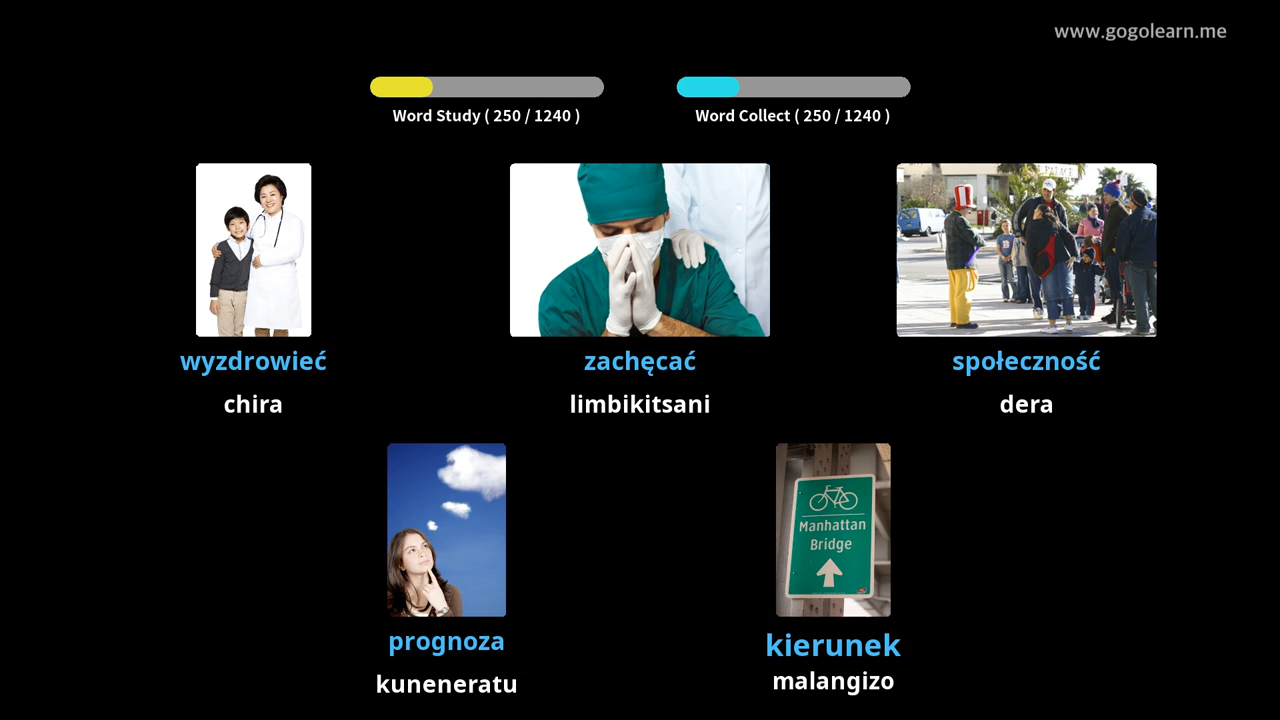 www.gogolearn.me
Word Study ( 250 / 1240 )
Word Collect ( 250 / 1240 )
wyzdrowieć
chira
zachęcać
limbikitsani
społeczność
dera
prognoza
kuneneratu
Manhattan
Bridge
kierunek
malangizo